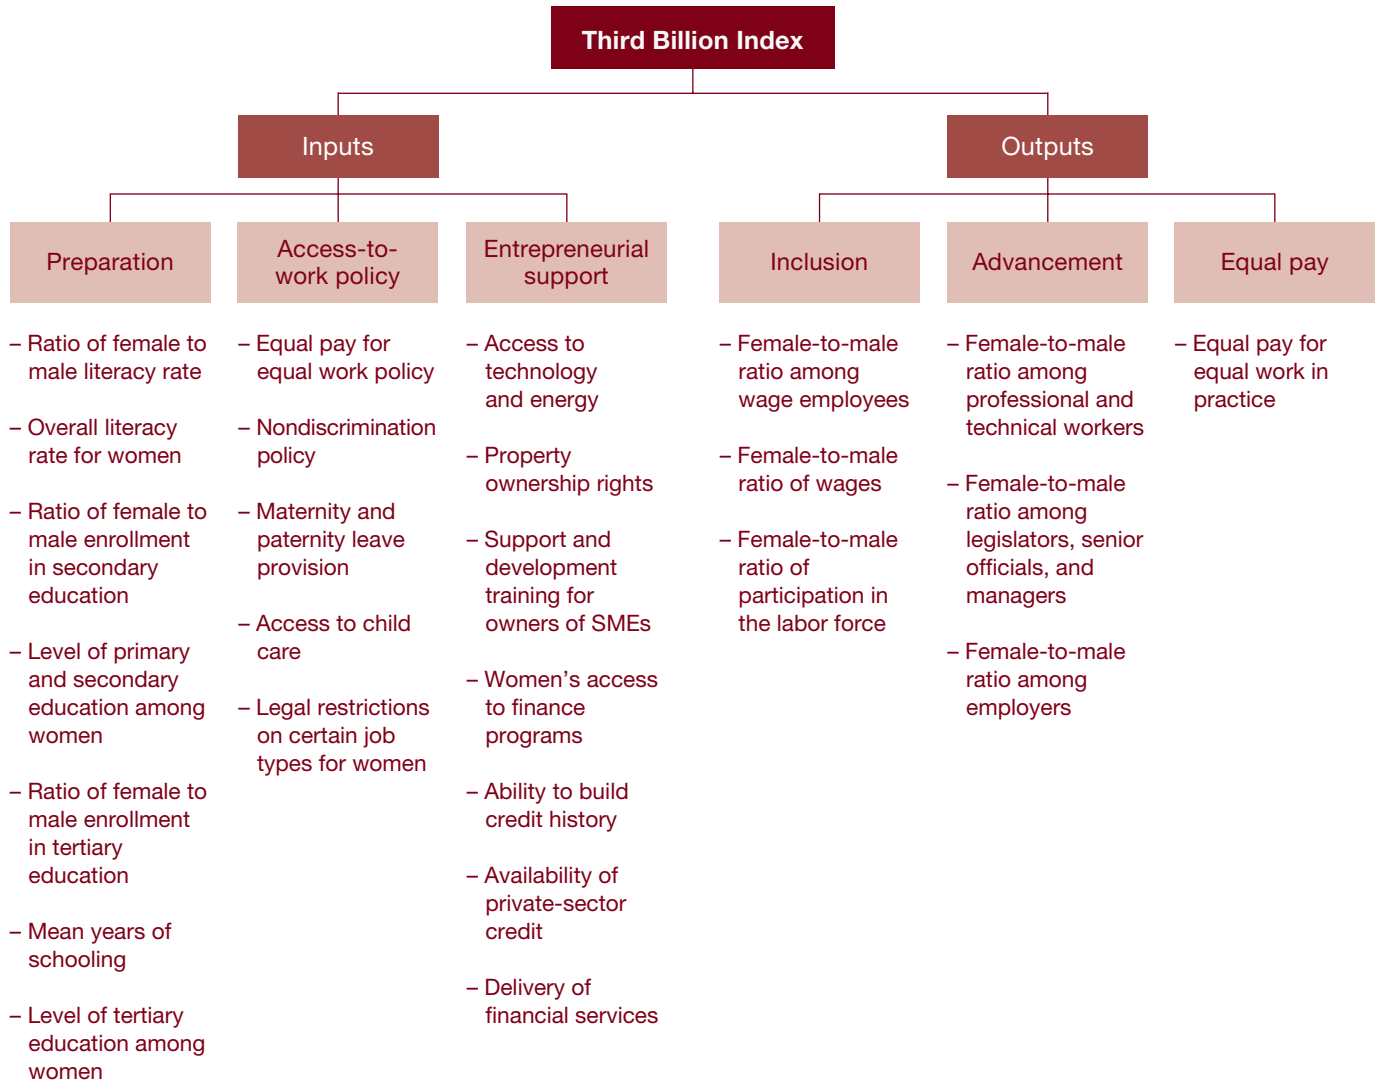 Third Billion Index
Inputs
Outputs
Preparation
Access-to-
work policy
Entrepreneurial
support
Inclusion
Advancement
Equal pay
– Ratio of female to
male literacy rate
– Overall literacy
rate for women
– Ratio of female to
male enrollment
in secondary
education
– Level of primary
and secondary
education among
women
– Ratio of female to
male enrollment
in tertiary
education
– Mean years of
schooling
– Level of tertiary
education among
women
– Equal pay for
equal work policy
– Nondiscrimination
policy
– Maternity and
paternity leave
provision
– Access to child
care
– Legal restrictions
on certain job
types for women
– Access to
technology
and energy
– Property
ownership rights
– Support and
development
training for
owners of SMEs
– Women’s access
to finance
programs
– Ability to build
credit history
– Availability of
private-sector
credit
– Delivery of
financial services
– Female-to-male
ratio among
wage employees
– Female-to-male
ratio of wages
– Female-to-male
ratio of
participation in
the labor force
– Female-to-male
ratio among
professional and
technical workers
– Female-to-male
ratio among
legislators, senior
officials, and
managers
– Female-to-male
ratio among
employers
– Equal pay for
equal work in
practice